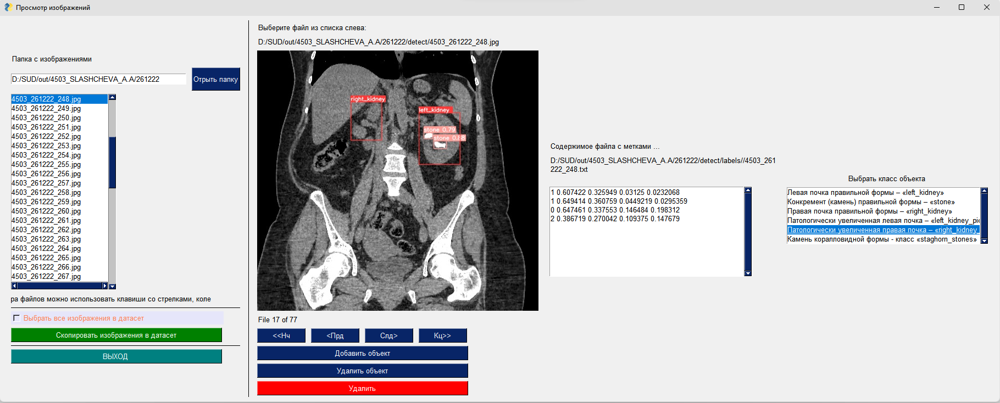 Просмотр изображений
Папка с изображениями
D:/SUD/out/4503_SLASHCHEVA_A.A/261222
Отрыть папку
4503_261222_248.jpg
4503_261222_249.jpg
4503_261222_250.jpg
4503_261222_251.jpg
4503_261222_252.jpg
4503_261222_253.jpg
4503_261222_254.jpg
4503_261222_255.jpg
4503_261222_256.jpg
4503_261222_257.jpg
4503_261222_258.jpg
4503_261222_259.jpg
4503_261222_260.jpg
4503_261222_261.jpg
4503_261222_262.jpg
4503_261222_263.jpg
4503_261222_264.jpg
4503_261222_265.jpg
4503_261222_266.jpg
4503_261222_267.jpg
ра файлов можно использовать клавиши со стрелками, коле
Выбрать все изображения в датасет
Скопировать изображения в датасет
ВЫХОД
Выберите файл из списка слева:
D:/SUD/out/4503_SLASHCHEVA_A.A/261222/detect/4503_261222_248.jpg
right_kidney
left_kidney
stone 0.79
stone 0.88
File 17 of 77
<<Нч
<Прд
Слд>
Кц>>
Добавить объект
Удалить объект
Удалить
Содержимое файла с метками ...
D:/SUD/out/4503_SLASHCHEVA_A.A/261222/detect/labels//4503_261
222_248.txt
1 0.607422 0.325949 0.03125 0.0232068
1 0.649414 0.360759 0.0449219 0.0295359
0 0.647461 0.337553 0.146484 0.198312
2 0.386719 0.270042 0.109375 0.147679
Выбрать класс объекта
Левая почка правильной формы – «left_kidney»
Конкремент (камень) правильной формы – «stone»
Правая почка правильной формы – «right_kidney»
Патологически увеличенная левая почка – «left_kidney_pie
Патологически увеличенная правая почка – «right_kidney_
Камень коралловидной формы - класс «staghorn_stones»